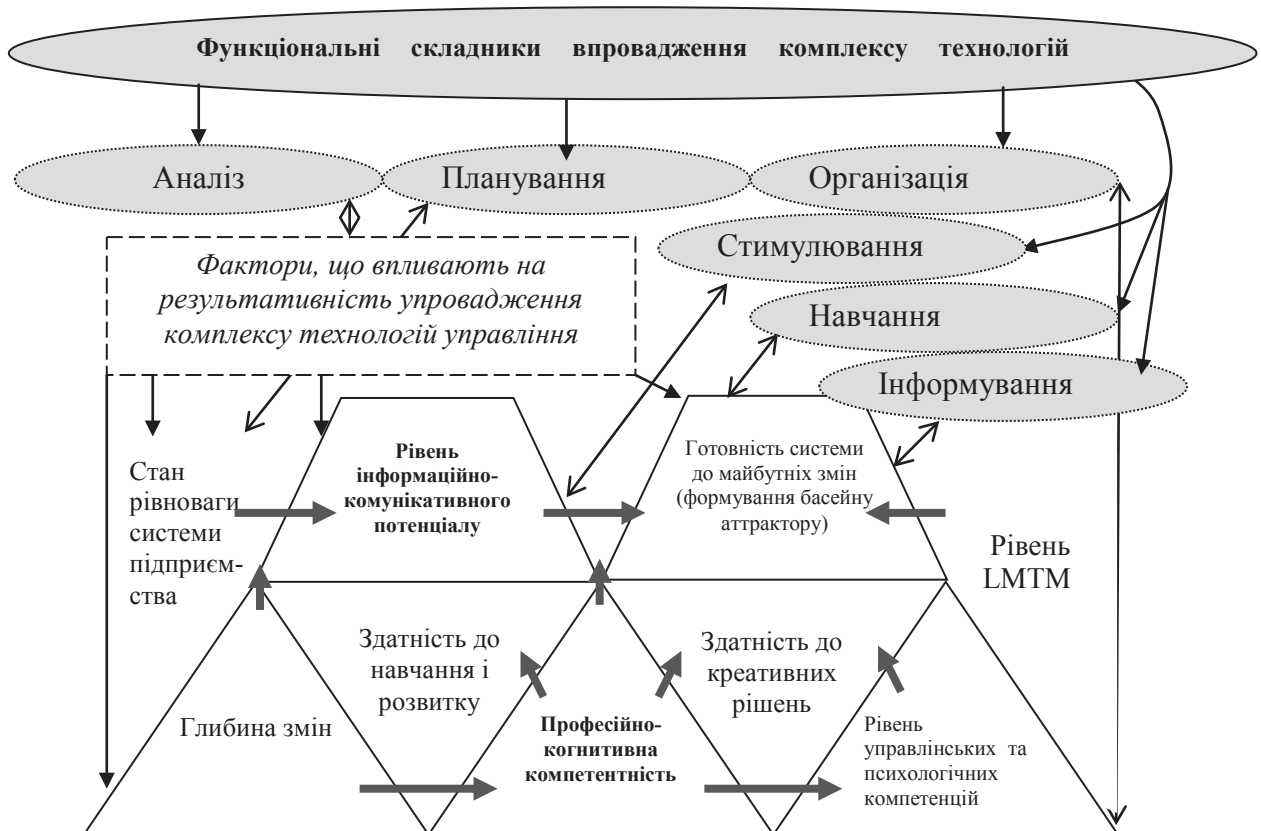 Функціональні складники впровадження комплексу технологій
Аналіз
Планування
Організація
Стимулювання
Навчання
Інформування
Фактори, що впливають на
результативність упровадження
комплексу технологій управління
Стан
рівноваги
системи
підприєм-
ства
Рівень
інформаційно-
комунікативного
потенціалу
Готовність системи
до майбутніх змін
(формування басейну
аттрактору)
Рівень
LMTM
Глибина змін
Здатність до
навчання і
розвитку
Професійно-
когнитивна
компетентність
Здатність до
креативних
рішень
Рівень
управлінських та
психологічних
компетенцій